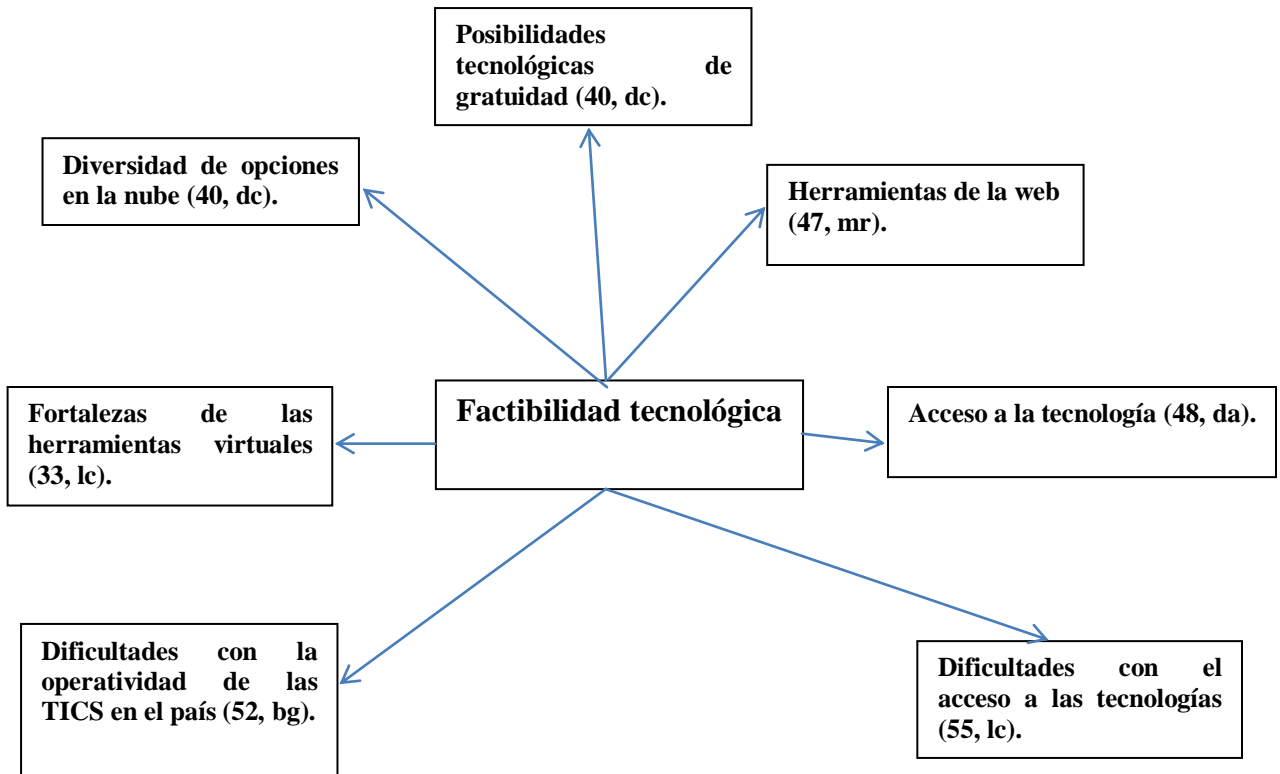 Posibilidades
tecnológicas de
gratuidad (40, dc).
Diversidad de opciones
en la nube (40, dc).
Herramientas de la web
(47, mr).
Fortalezas de las
herramientas virtuales
(33, lc).
Factibilidad tecnológica
Acceso a la tecnología (48, da).
Dificultades con la
operatividad de las
TICS en el país (52, bg).
Dificultades con el
acceso a las tecnologías
(55, lc).